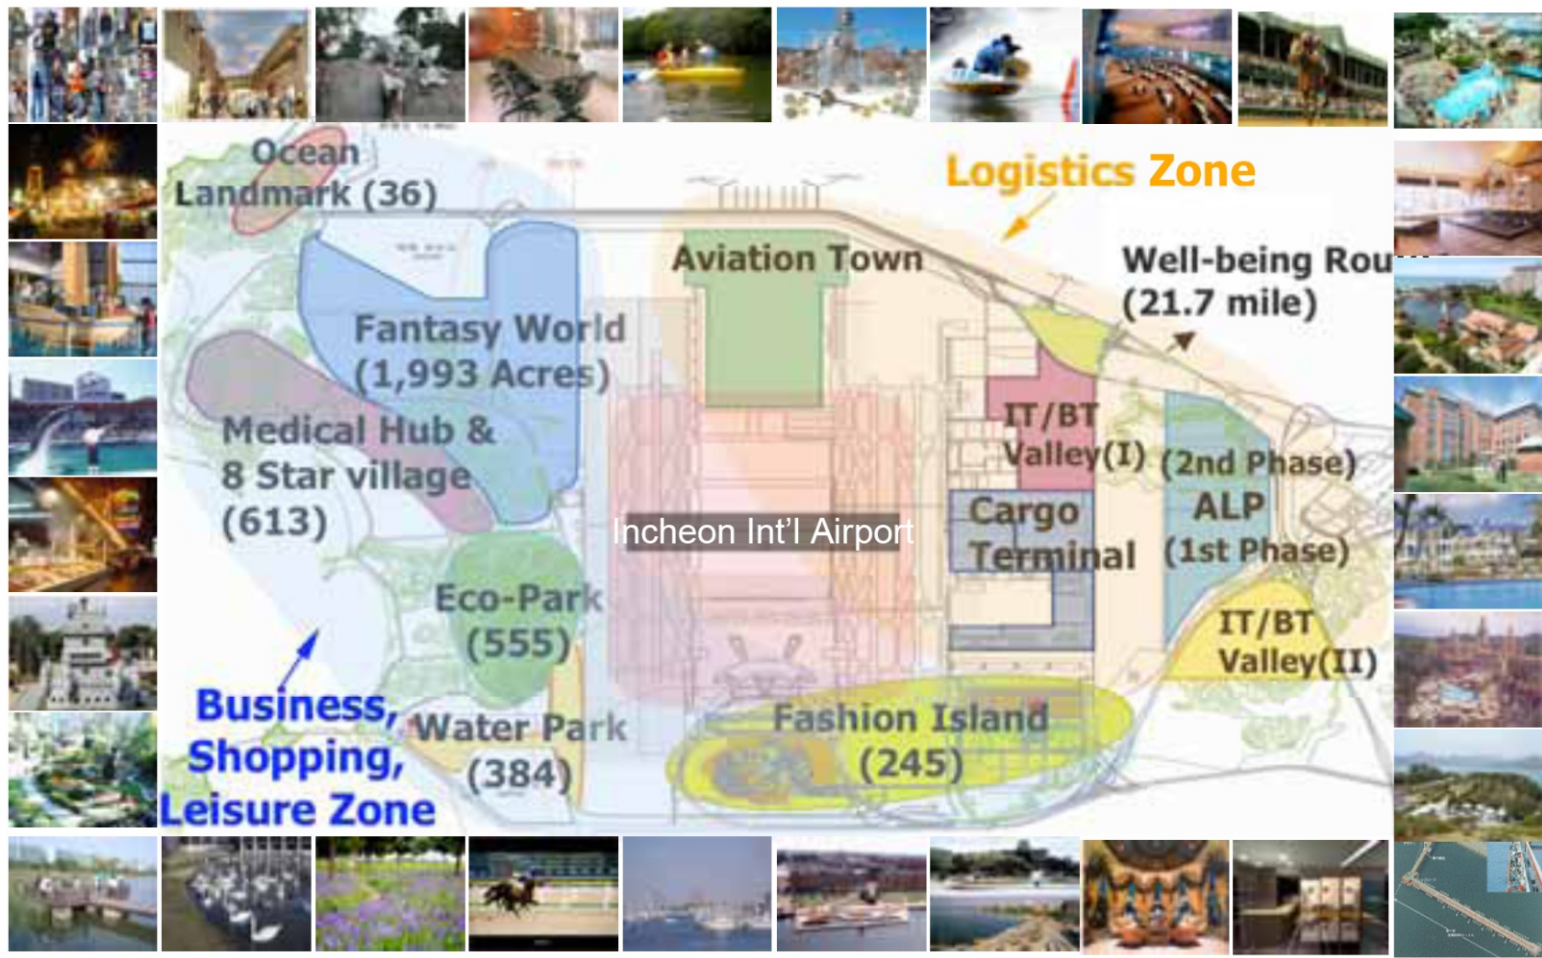 Ocean
Landmark (36)
Logistics Zone
Aviation Town
Well-being Rou
(21.7 mile)
Fantasy World
(1,993 Acres)
Medical Hub &
8 Star village
(613)
IT/BT
Valley(I)
(2nd Phase)
ALP
(1st Phase)
Cargo
Terminal
Incheon Int'l Airport
Eco-Park
(555)
IT/BT
Valley(II)
Business,
Shopping,
Leisure Zone
Water Park
(384)
Fashion Island
(245)